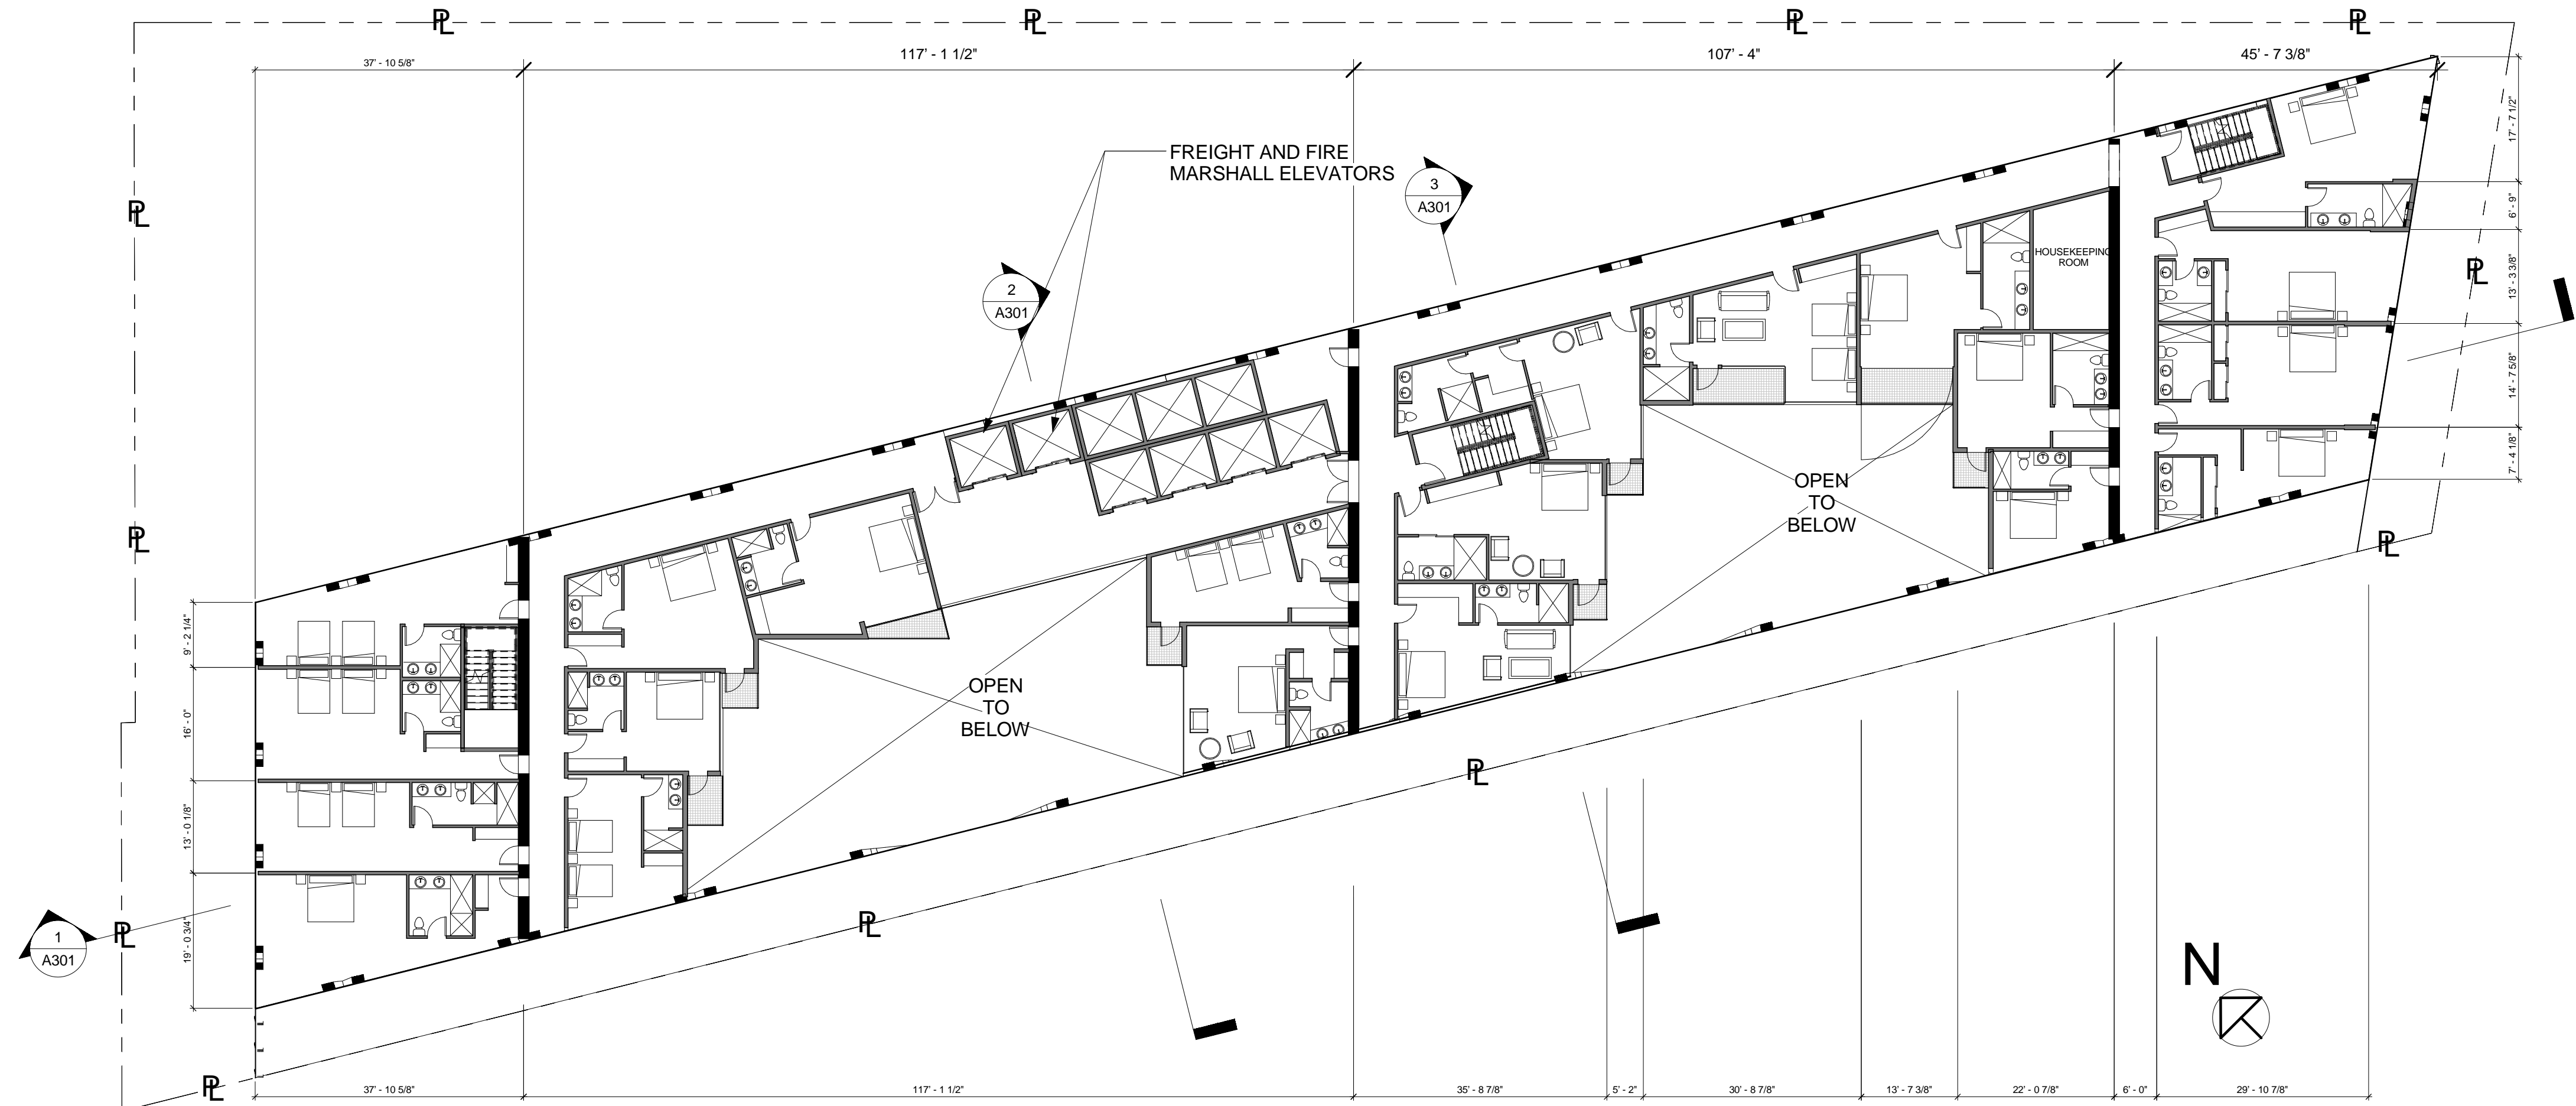 PL
PL
PL
PL
37' - 10 5/8"
117' - 1 1/2"
107' - 4"
45' - 7 3/8"
17' - 7 1/2"
FREIGHT AND FIRE
MARSHALL ELEVATORS
3
A301
PL
6' - 9"
HOUSEKEEPING
ROOM
PL
2
A301
13' - 3 3/8"
14' - 7 5/8"
7' - 4 1/8"
OPEN
TO
BELOW
PL
PL
9' - 2 1/4"
OPEN
TO
BELOW
16' - 0"
PL
13' - 0 1/8"
19' - 0 3/4"
PL
PL
1
A301
N
PL
37' - 10 5/8"
117' - 1 1/2"
35' - 8 7/8"
5' - 2"
30' - 8 7/8"
13' - 7 3/8"
22' - 0 7/8"
6' - 0"
29' - 10 7/8"